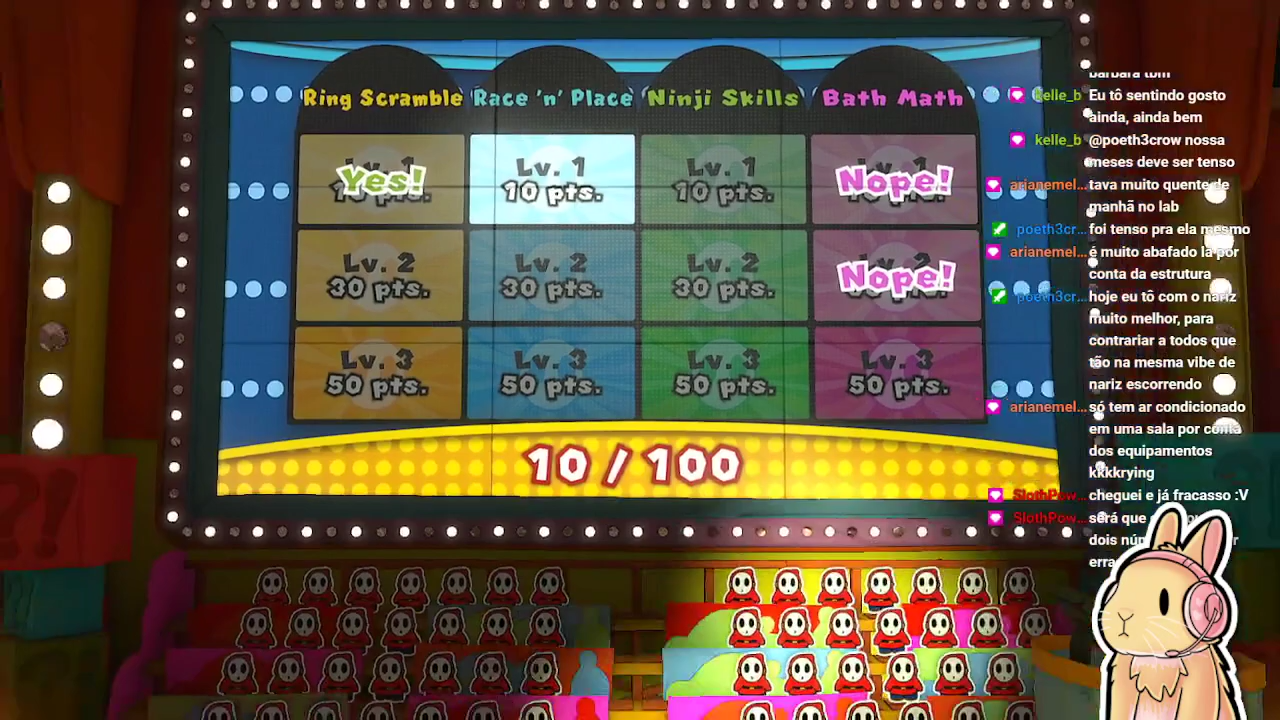 Ring Scramble Race 'n' Place Ninji Skills Bath Math
Yes! Lv. 1 Lv. 1 Nope!
10 pts. 10 pts.
Lv. 2 Lv. 2 Lv. 2 Nope!
30 pts. 30 pts. 30 pts.
Lv. 3 Lv. 3 Lv. 3 Lv. 3
50 pts. 50 pts. 50 pts. 50 pts.
10 / 100
?!
barbara tbm
kelle_b Eu tô sentindo gosto
ainda, ainda bem
kelle_b @poeth3crow nossa
meses deve ser tenso
arianemel... tava muito quente de
manhã no lab
poeth3cr... foi tenso pra ela mesmo
arianemel... é muito abafado la por
conta da estrutura
poeth3cr... hoje eu tô com o nariz
muito melhor, para
contrariar a todos que
tão na mesma vibe de
nariz escorrendo
arianemel... só tem ar condicionado
em uma sala por conta
dos equipamentos
kkkkrying
SlothPow... cheguei e já fracasso :V
SlothPow... será que
dois